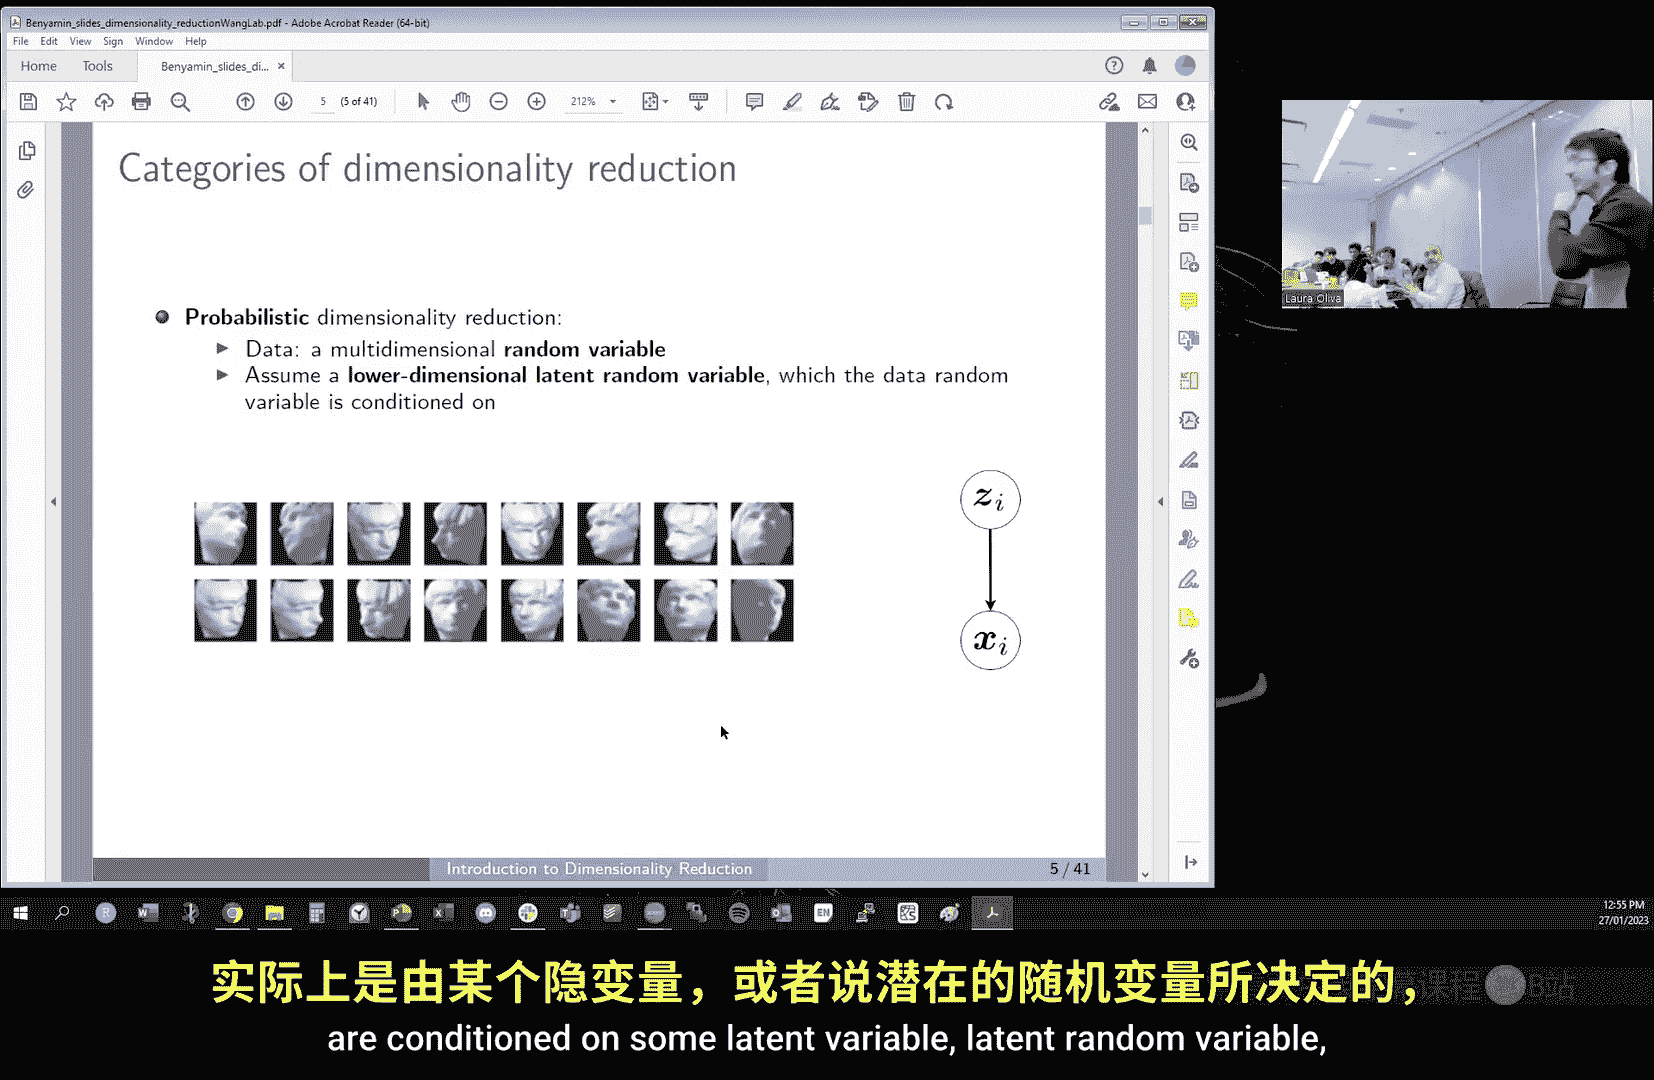 Benyamin_slides_dimensionality_reductionWangLab.pdf - Adobe Acrobat Reader (64-bit)
File Edit View Sign Window Help
Home Tools Benyamin_slides_di... ×
5 (5 of 41) 212%
Categories of dimensionality reduction
Probabilistic dimensionality reduction:
Data: a multidimensional random variable
Assume a lower-dimensional latent random variable, which the data random
variable is conditioned on
z_i
x_i
Introduction to Dimensionality Reduction 5 / 41
Laura Oliva
EN
12:55 PM
27/01/2023
实际上是由某个隐变量，或者说潜在的随机变量所决定的，
are conditioned on some latent variable, latent random variable,